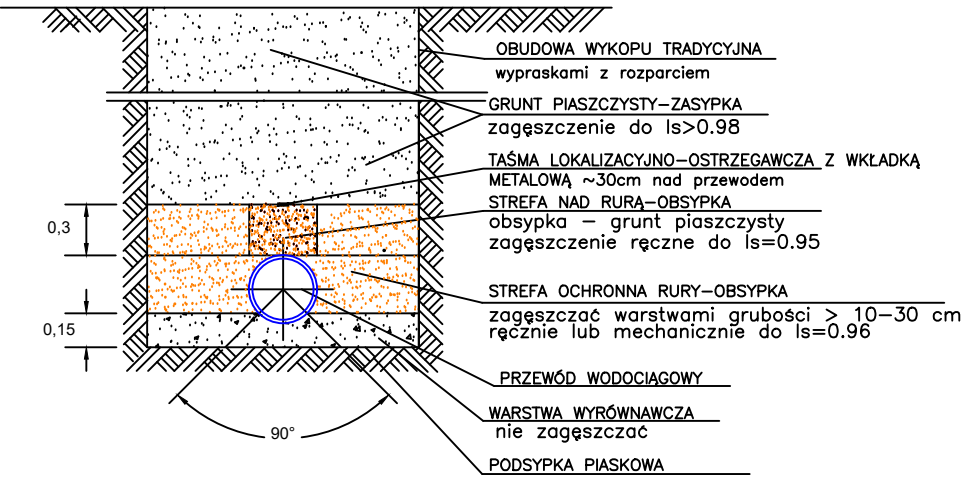 OBUDOWA WYKOPU TRADYCYJNA
wypraskami z rozparciem
GRUNT PIASZCZYSTY-ZASYPKA
zagęszczenie do Is>0.98
TAŚMA LOKALIZACYJNO-OSTRZEGAWCZA Z WKŁADKĄ
METALOWĄ ~30cm nad przewodem
STREFA NAD RURĄ-OBSYPKA
obsypka - grunt piaszczysty
zagęszczenie ręczne do Is=0.95
0,3
STREFA OCHRONNA RURY-OBSYPKA
zagęszczać warstwami grubości > 10-30 cm
ręcznie lub mechanicznie do Is=0.96
0,15
PRZEWÓD WODOCIĄGOWY
WARSTWA WYRÓWNAWCZA
nie zagęszczać
90°
PODSYPKA PIASKOWA